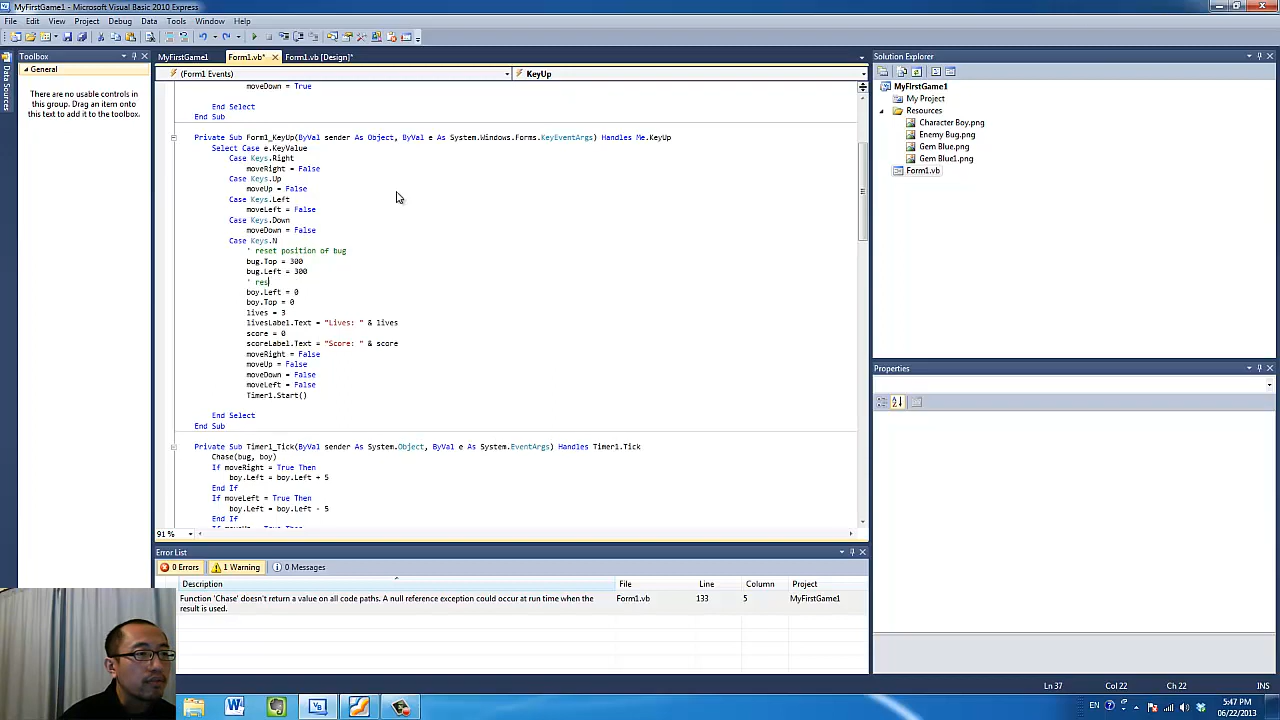 MyFirstGame1 - Microsoft Visual Basic 2010 Express
File Edit View Project Debug Data Tools Window Help
Toolbox
General
There are no usable controls in
this group. Drag an item onto
this text to add it to the toolbox.
Data Sources
MyFirstGame1 Form1.vb* Form1.vb [Design]*
(Form1 Events) KeyUp
moveDown = True
End Select
End Sub
Private Sub Form1_KeyUp(ByVal sender As Object, ByVal e As System.Windows.Forms.KeyEventArgs) Handles Me.KeyUp
Select Case e.KeyValue
Case Keys.Right
moveRight = False
Case Keys.Up
moveUp = False
Case Keys.Left
moveLeft = False
Case Keys.Down
moveDown = False
Case Keys.N
' reset position of bug
bug.Top = 300
bug.Left = 300
' res
boy.Left = 0
boy.Top = 0
lives = 3
livesLabel.Text = "Lives: " & lives
score = 0
scoreLabel.Text = "Score: " & score
moveRight = False
moveUp = False
moveDown = False
moveLeft = False
Timer1.Start()
End Select
End Sub
Private Sub Timer1_Tick(ByVal sender As System.Object, ByVal e As System.EventArgs) Handles Timer1.Tick
Chase(bug, boy)
If moveRight = True Then
boy.Left = boy.Left + 5
End If
If moveLeft = True Then
boy.Left = boy.Left - 5
End If
If moveUp = True Then
91 %
Error List
0 Errors 1 Warning 0 Messages
Description File Line Column Project
Function 'Chase' doesn't return a value on all code paths. A null reference exception could occur at run time when the
result is used.
Form1.vb 133 5 MyFirstGame1
Solution Explorer
MyFirstGame1
My Project
Resources
Character Boy.png
Enemy Bug.png
Gem Blue.png
Gem Blue1.png
Form1.vb
Properties
Ln 37 Col 22 Ch 22 INS
EN 5:47 PM
06/22/2013